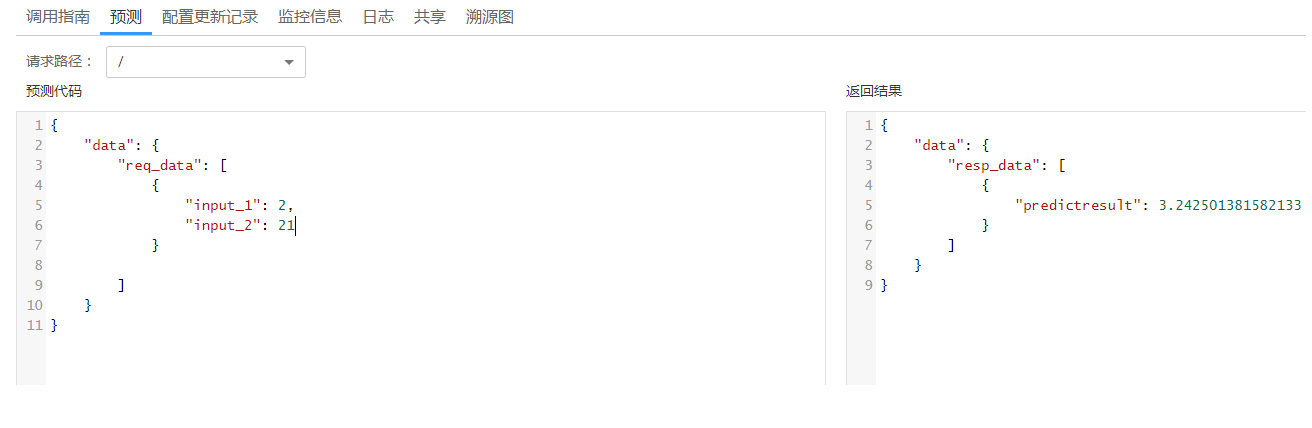 调用指南 预测 配置更新记录 监控信息 日志 共享 溯源图
请求路径： /
预测代码
1 {
2     "data": {
3         "req_data": [
4             {
5                 "input_1": 2,
6                 "input_2": 21
7             }
8
9         ]
10     }
11 }
返回结果
1 {
2     "data": {
3         "resp_data": [
4             {
5                 "predictresult": 3.242501381582133
6             }
7         ]
8     }
9 }